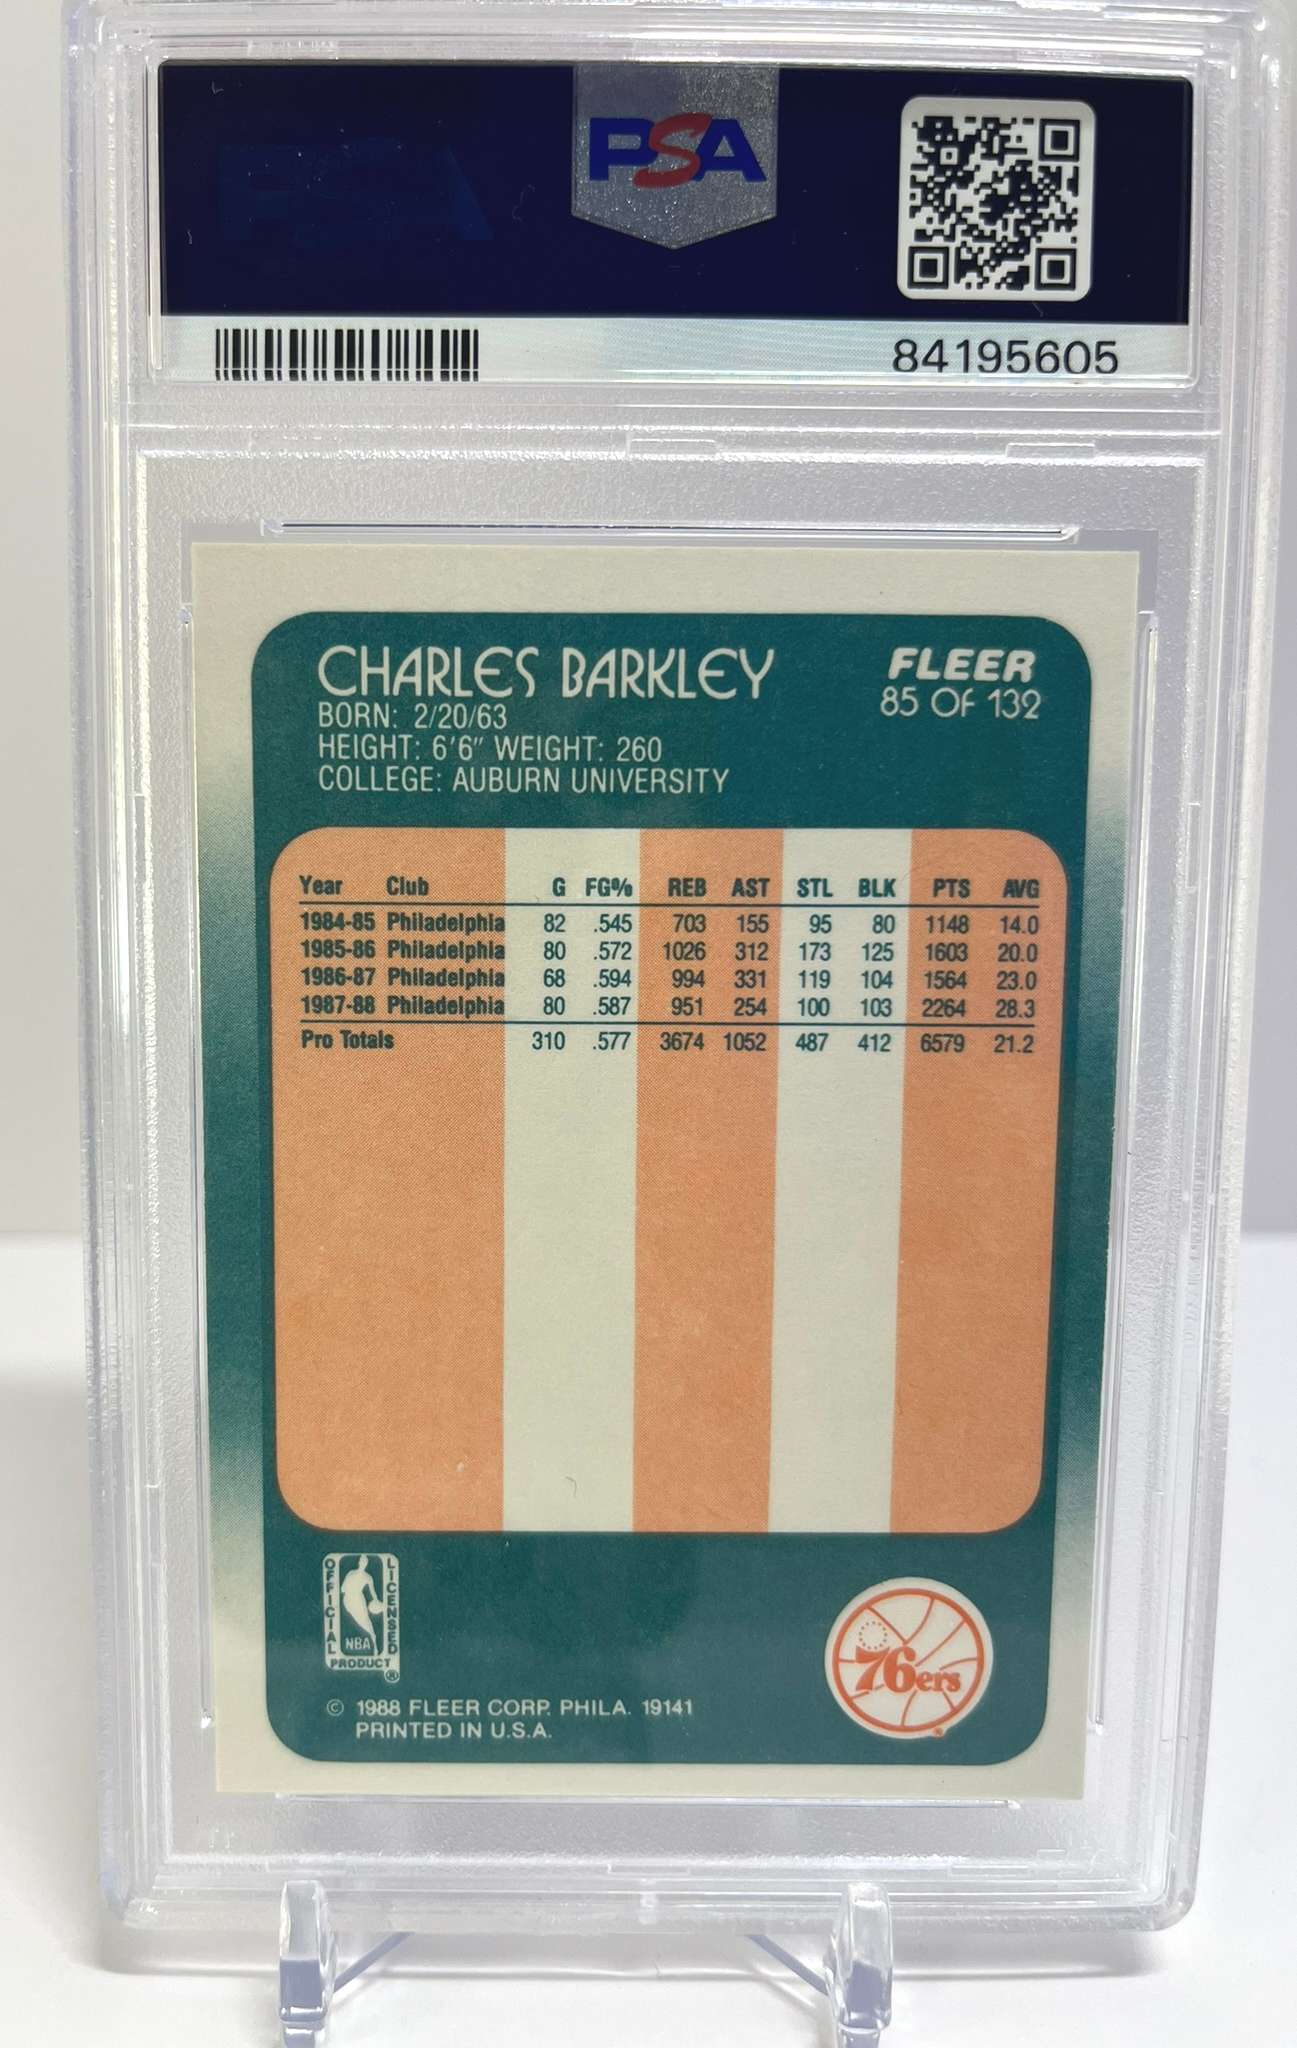 PSA
84195605
CHARLES BARKLEY
FLEER
85 OF 132
BORN: 2/20/63
HEIGHT: 6'6" WEIGHT: 260
COLLEGE: AUBURN UNIVERSITY
Year Club G FG% REB AST STL BLK PTS AVG
1984-85 Philadelphia 82 .545 703 155 95 80 1148 14.0
1985-86 Philadelphia 80 .572 1026 312 173 125 1603 20.0
1986-87 Philadelphia 68 .594 994 331 119 104 1564 23.0
1987-88 Philadelphia 80 .587 951 254 100 103 2264 28.3
Pro Totals 310 .577 3674 1052 487 412 6579 21.2
OFFICIAL LICENSED
NBA
PRODUCT ®
76ers ®
© 1988 FLEER CORP. PHILA. 19141
PRINTED IN U.S.A.